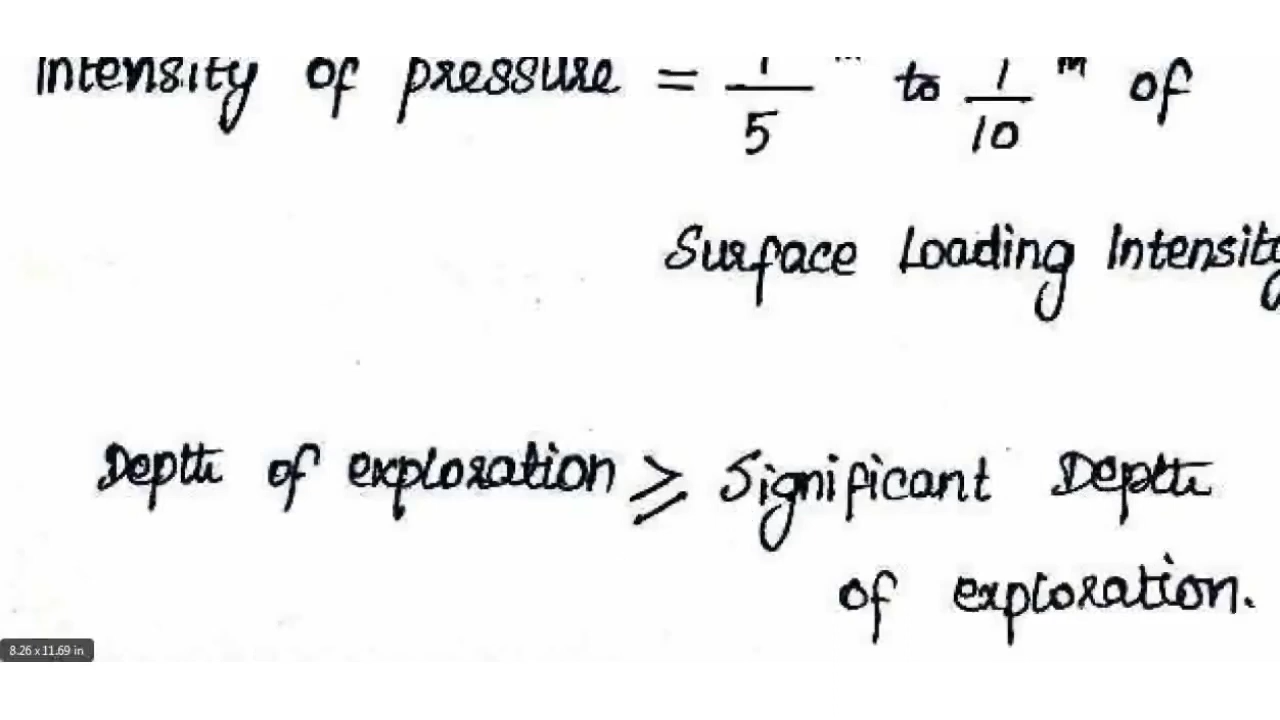 Intensity of pressure = 1/5 th to 1/10 th of
Surface Loading Intensity
Depth of exploration ≥ Significant Depth
of exploration.
8.26 x 11.69 in